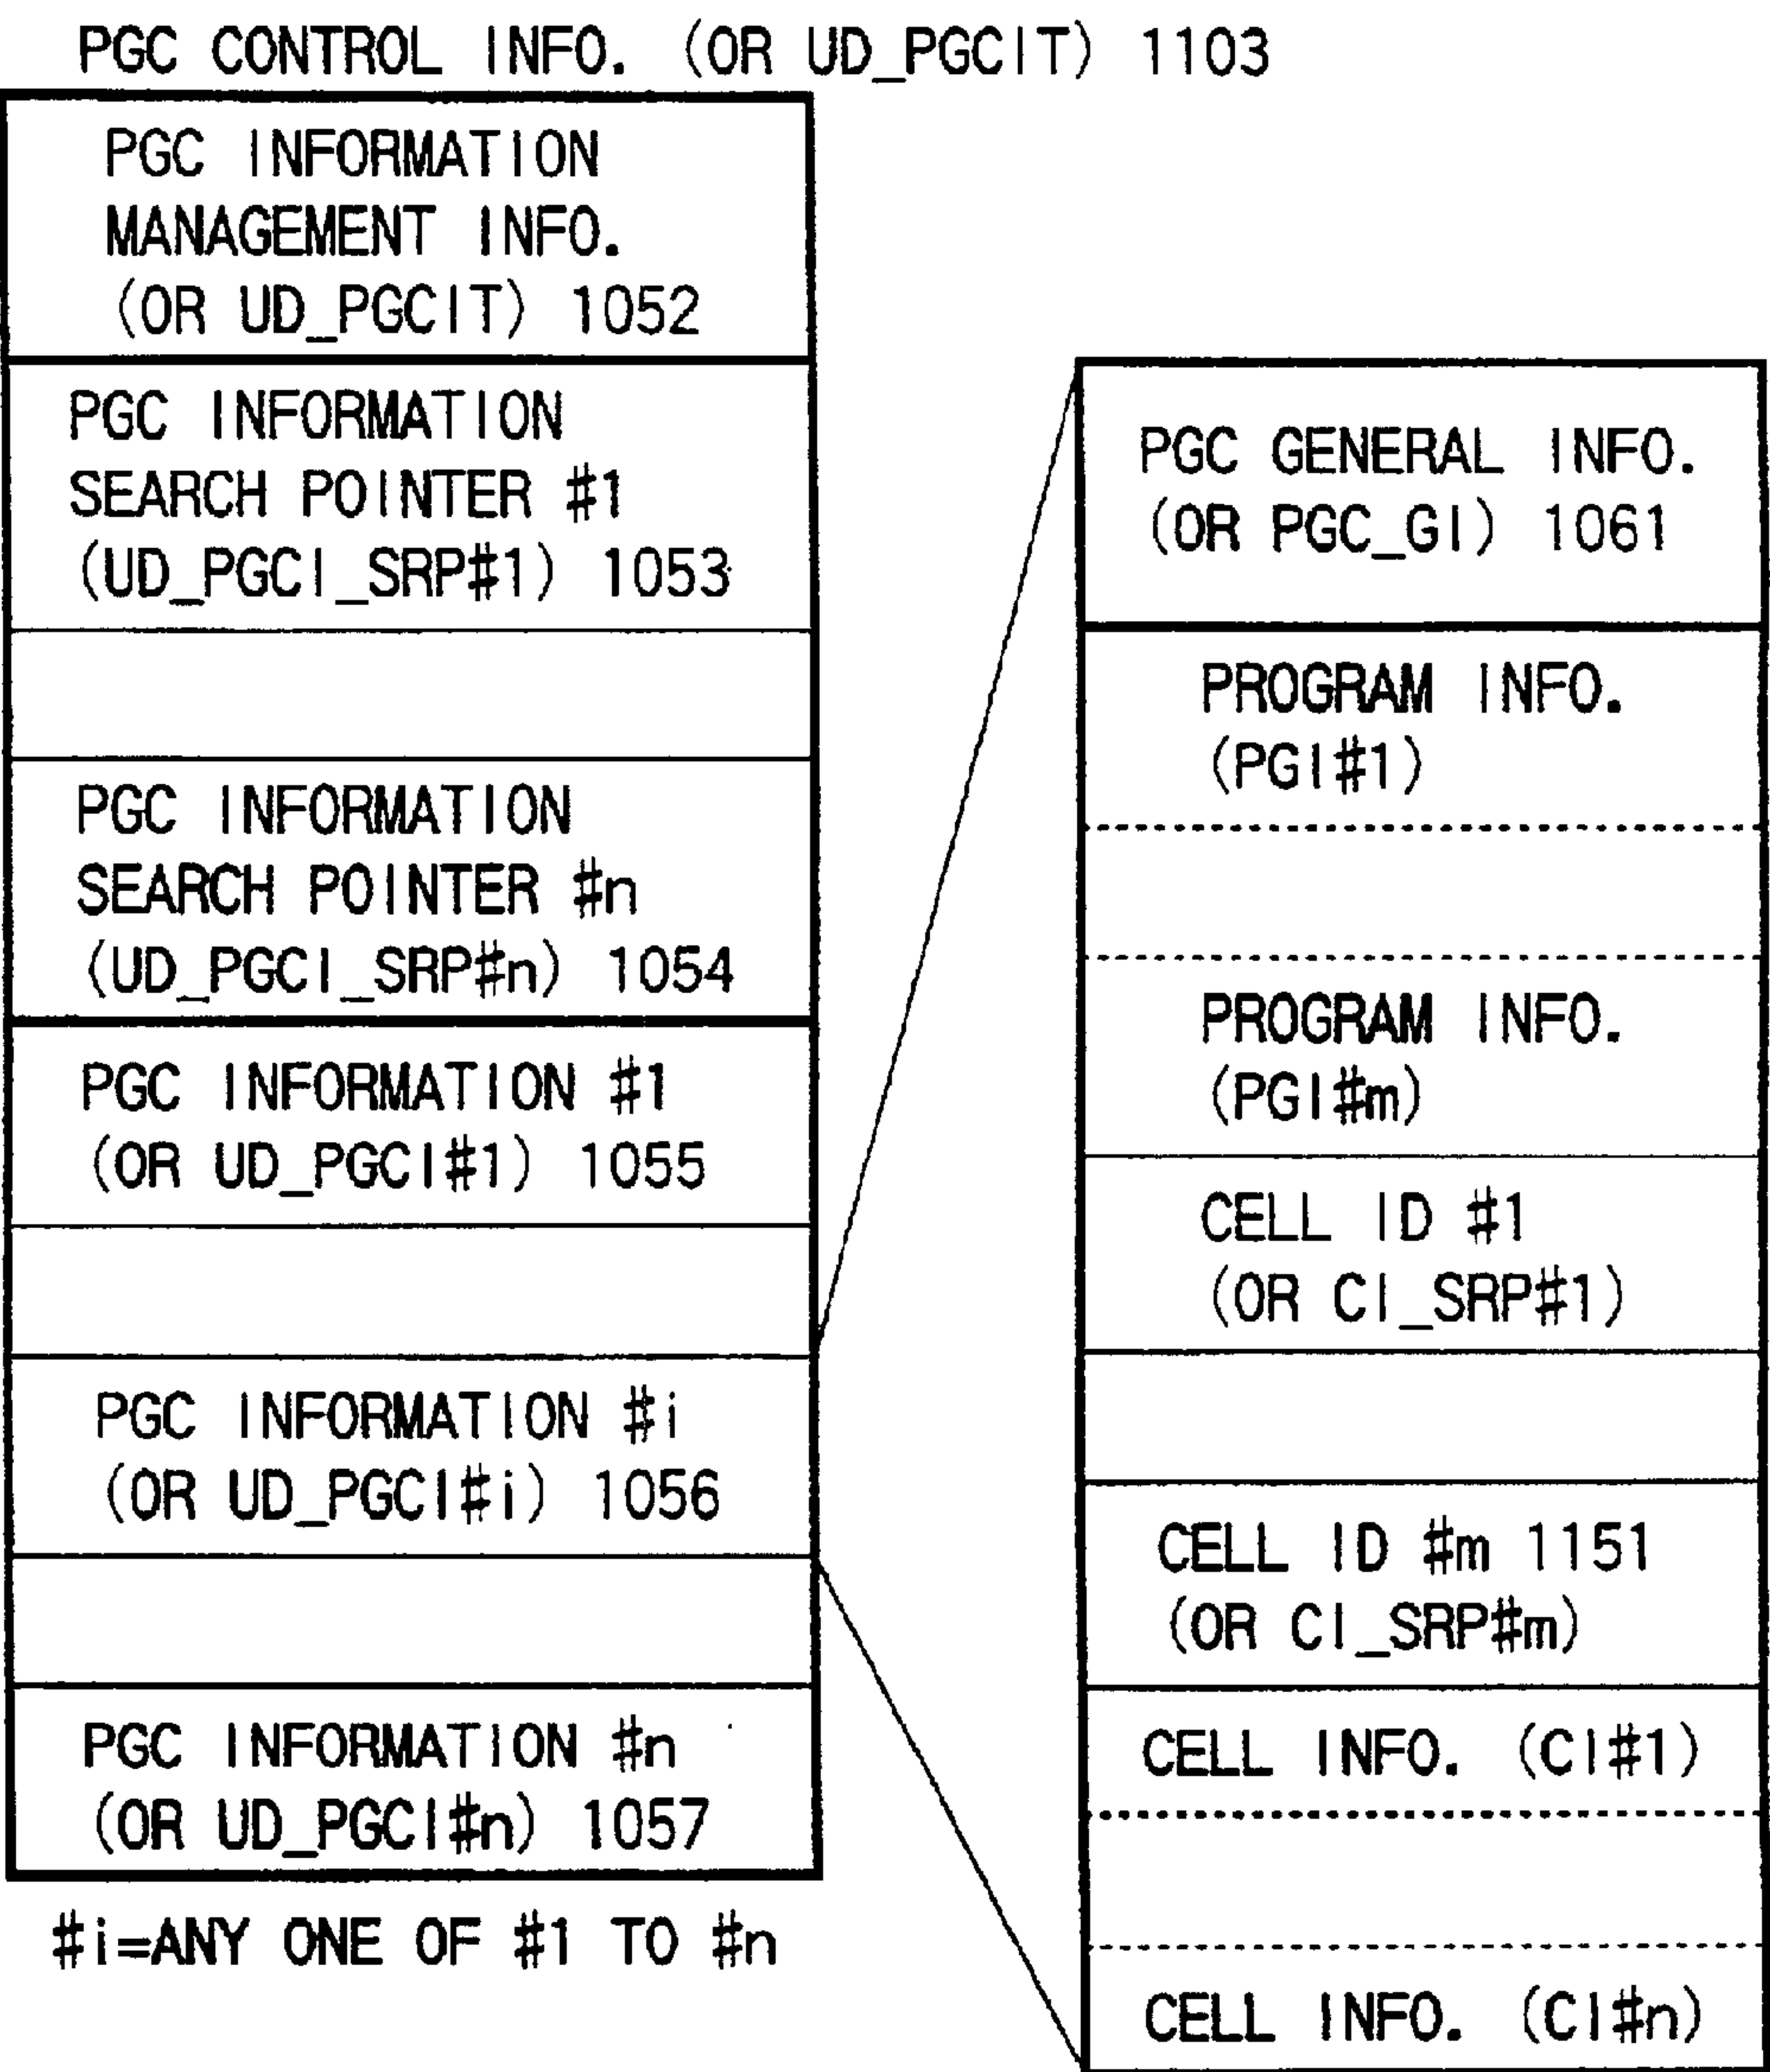 PGC CONTROL INFO. (OR UD_PGCIT) 1103
PGC INFORMATION
MANAGEMENT INFO.
(OR UD_PGCIT) 1052
PGC INFORMATION
SEARCH POINTER #1
(UD_PGCI_SRP#1) 1053
PGC INFORMATION
SEARCH POINTER #n
(UD_PGCI_SRP#n) 1054
PGC INFORMATION #1
(OR UD_PGCI#1) 1055
PGC INFORMATION #i
(OR UD_PGCI#i) 1056
PGC INFORMATION #n
(OR UD_PGCI#n) 1057
#i=ANY ONE OF #1 TO #n
PGC GENERAL INFO.
(OR PGC_GI) 1061
PROGRAM INFO.
(PGI#1)
PROGRAM INFO.
(PGI#m)
CELL ID #1
(OR CI_SRP#1)
CELL ID #m 1151
(OR CI_SRP#m)
CELL INFO. (CI#1)
CELL INFO. (CI#n)